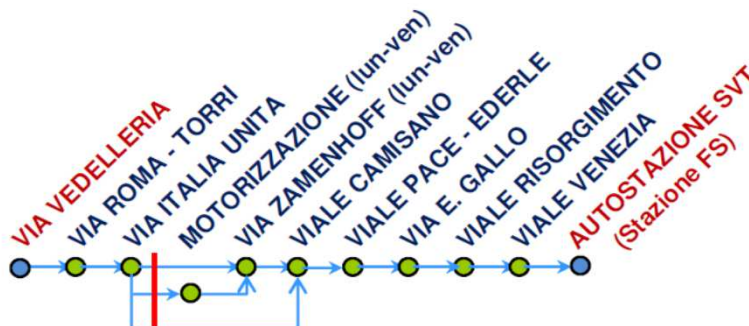 VIA VEDELLERIA
VIA ROMA - TORRI
VIA ITALIA UNITA
MOTORIZZAZIONE (lun-ven)
VIA ZAMENHOFF (lun-ven)
VIALE CAMISANO
VIALE PACE - EDERLE
VIA E. GALLO
VIALE RISORGIMENTO
VIALE VENEZIA
AUTOSTAZIONE SVT
(Stazione FS)